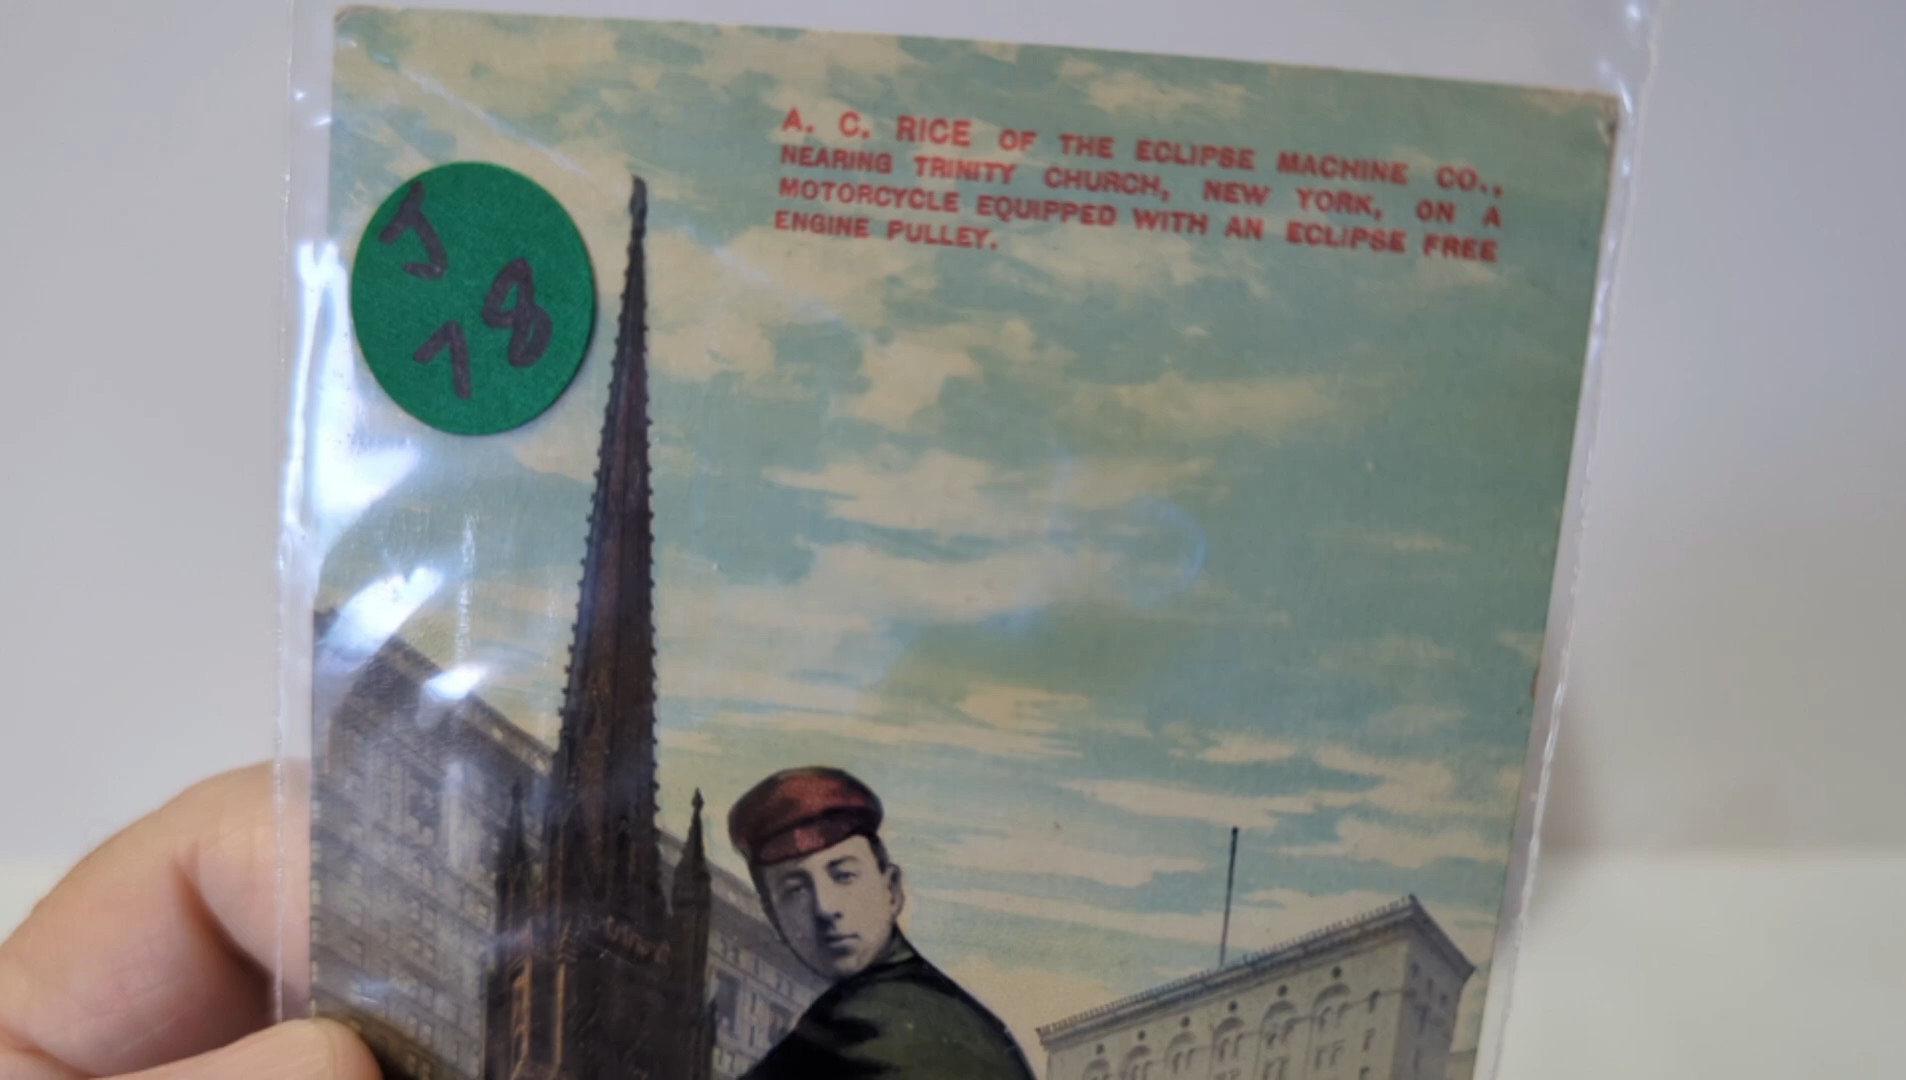 A. C. RICE OF THE ECLIPSE MACHINE CO.,
NEARING TRINITY CHURCH, NEW YORK, ON A
MOTORCYCLE EQUIPPED WITH AN ECLIPSE FREE
ENGINE PULLEY.
J
78